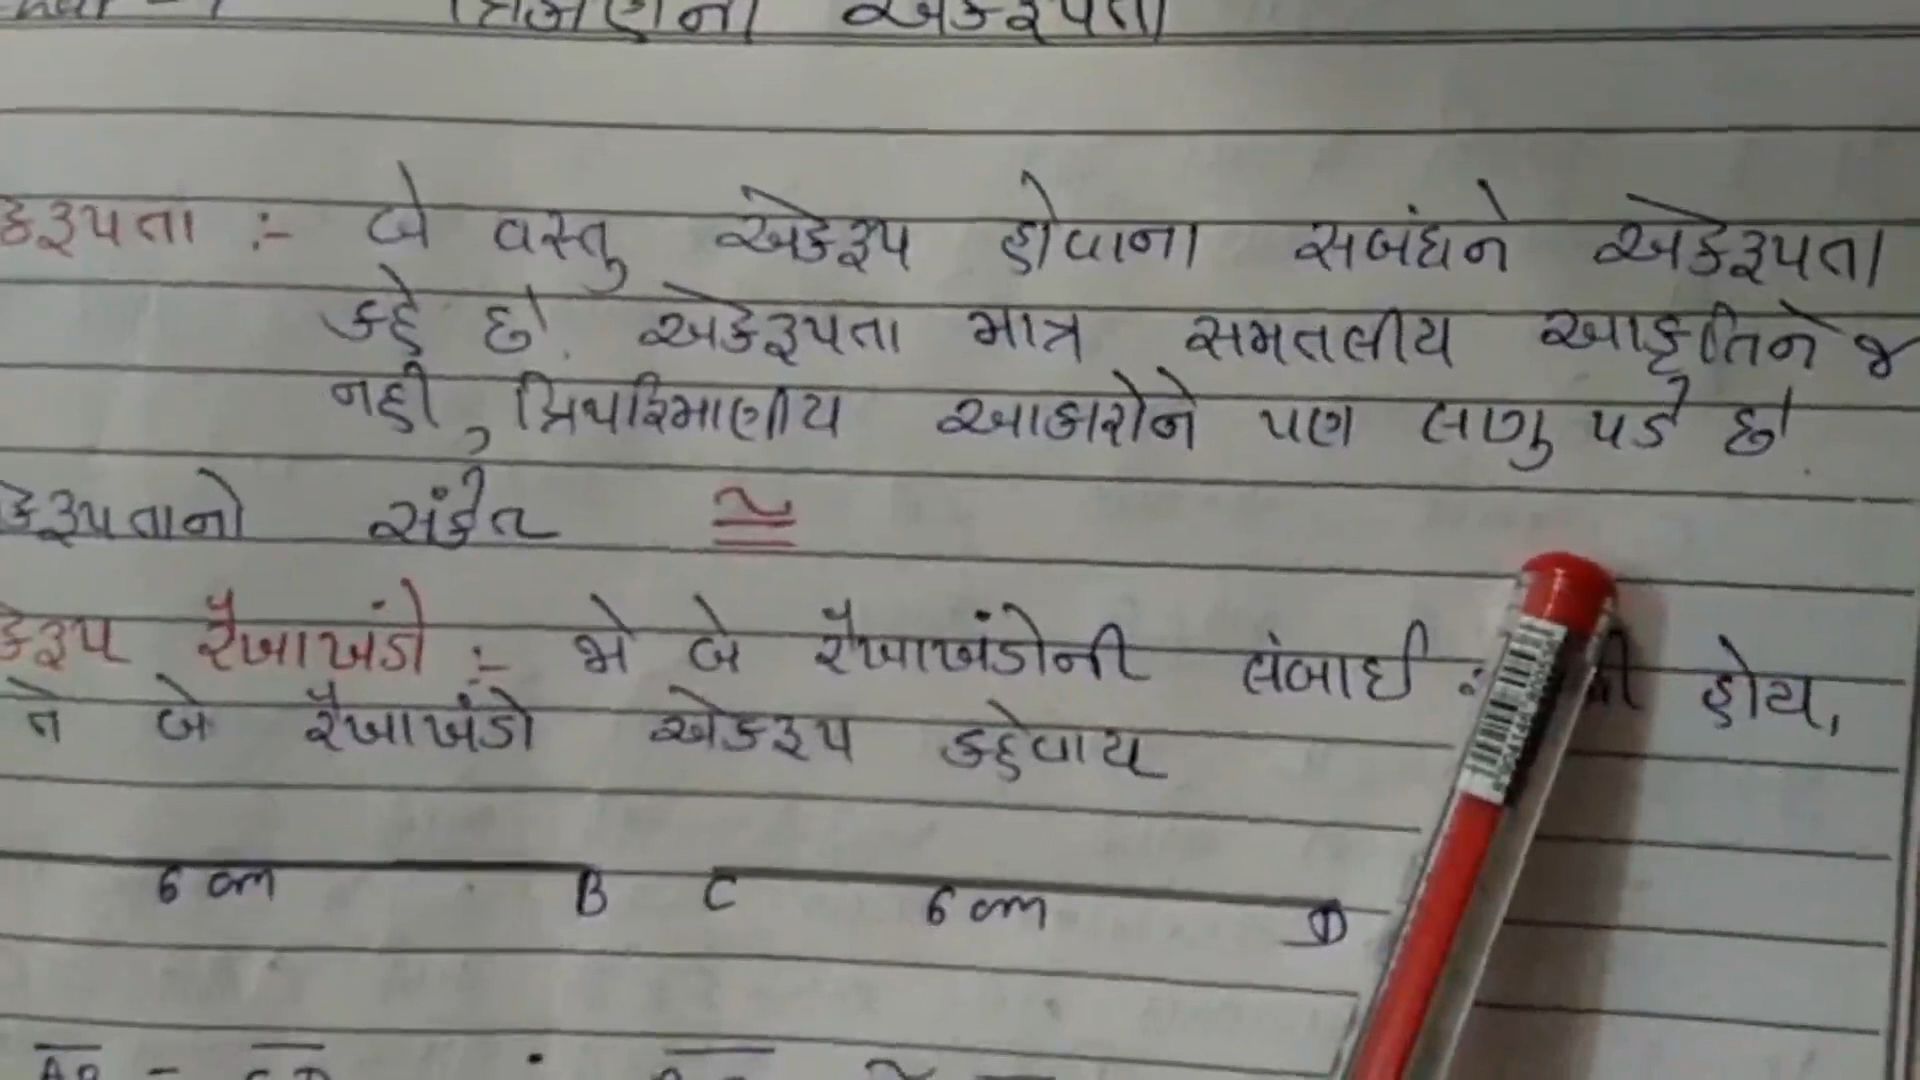 ત્રિકોણની એકરૂપતા
કરૂપતા :- બે વસ્તુ એકરૂપ હોવાના સબંધને એકરૂપતા
કહે છે. એકરૂપતા માત્ર સમતલીય આકૃતિને જ
નહીં, ત્રિપરિમાણીય આકારોને પણ લાગુ પડે છે.
કરૂપતાનો સંકેત ≅
કરૂપ રેખાખંડો :- જો બે રેખાખંડોની લંબાઈ હોય,
તે બે રેખાખંડો એકરૂપ કહેવાય
6 cm B C 6 cm D